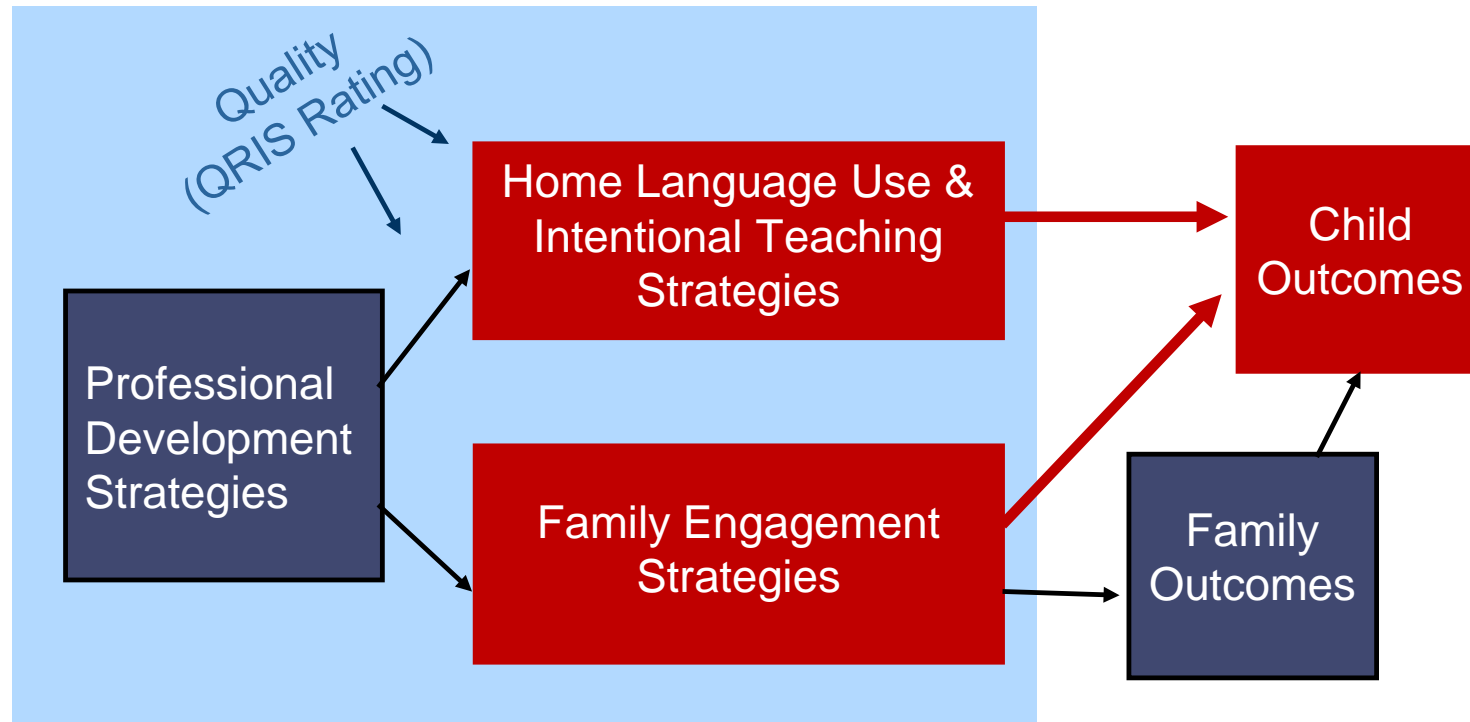 Quality
(QRIS Rating)
Home Language Use &
Intentional Teaching
Strategies
Child
Outcomes
Professional
Development
Strategies
Family Engagement
Strategies
Family
Outcomes